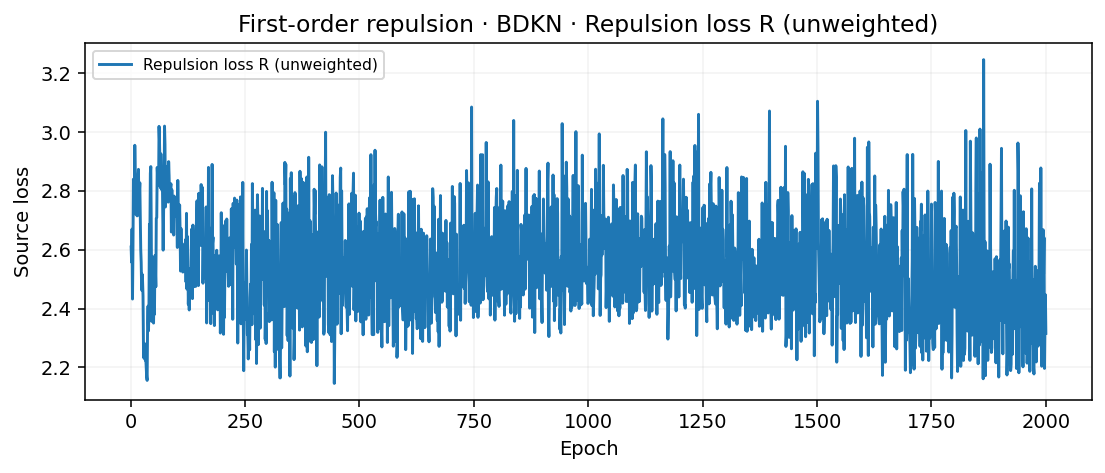 First-order repulsion · BDKN · Repulsion loss R (unweighted)
Repulsion loss R (unweighted)
Source loss
3.2
3.0
2.8
2.6
2.4
2.2
0 250 500 750 1000 1250 1500 1750 2000
Epoch